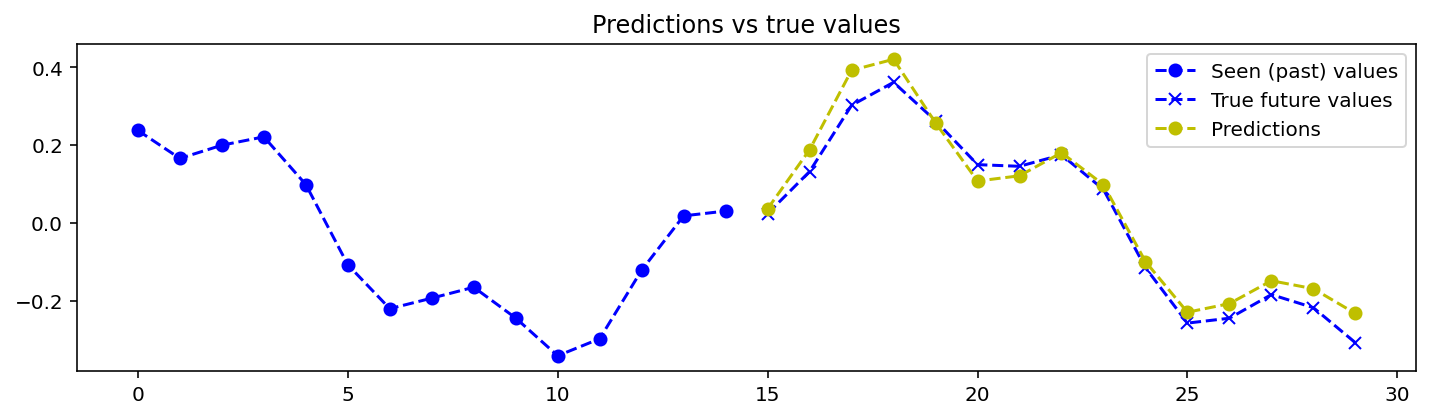 Predictions vs true values
Seen (past) values
True future values
Predictions
0.4
0.2
0.0
−0.2
0 5 10 15 20 25 30